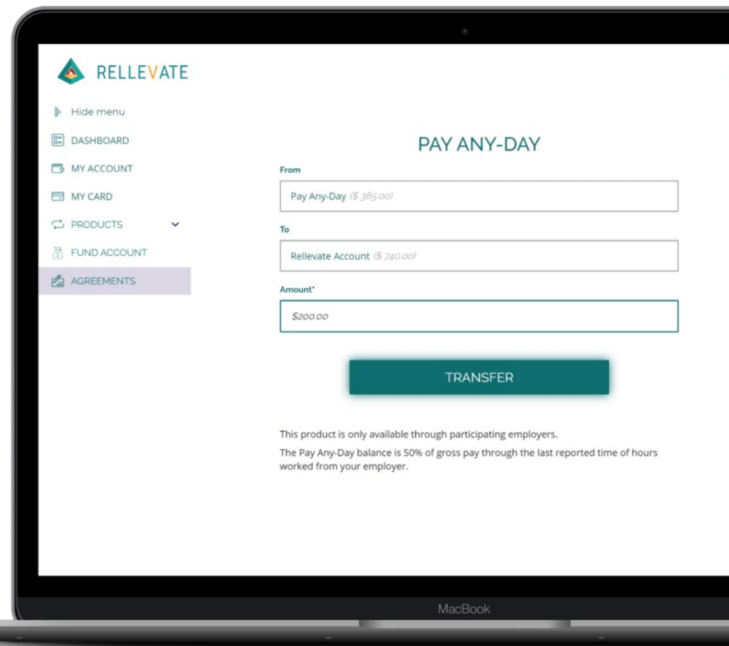 RELLEVATE
Hide menu
DASHBOARD
MY ACCOUNT
MY CARD
PRODUCTS
FUND ACCOUNT
AGREEMENTS
PAY ANY-DAY
From
Pay Any-Day ($ 385.00)
To
Rellevate Account ($ 740.00)
Amount*
$200.00
TRANSFER
This product is only available through participating employers.
The Pay Any-Day balance is 50% of gross pay through the last reported time of hours
worked from your employer.
MacBook